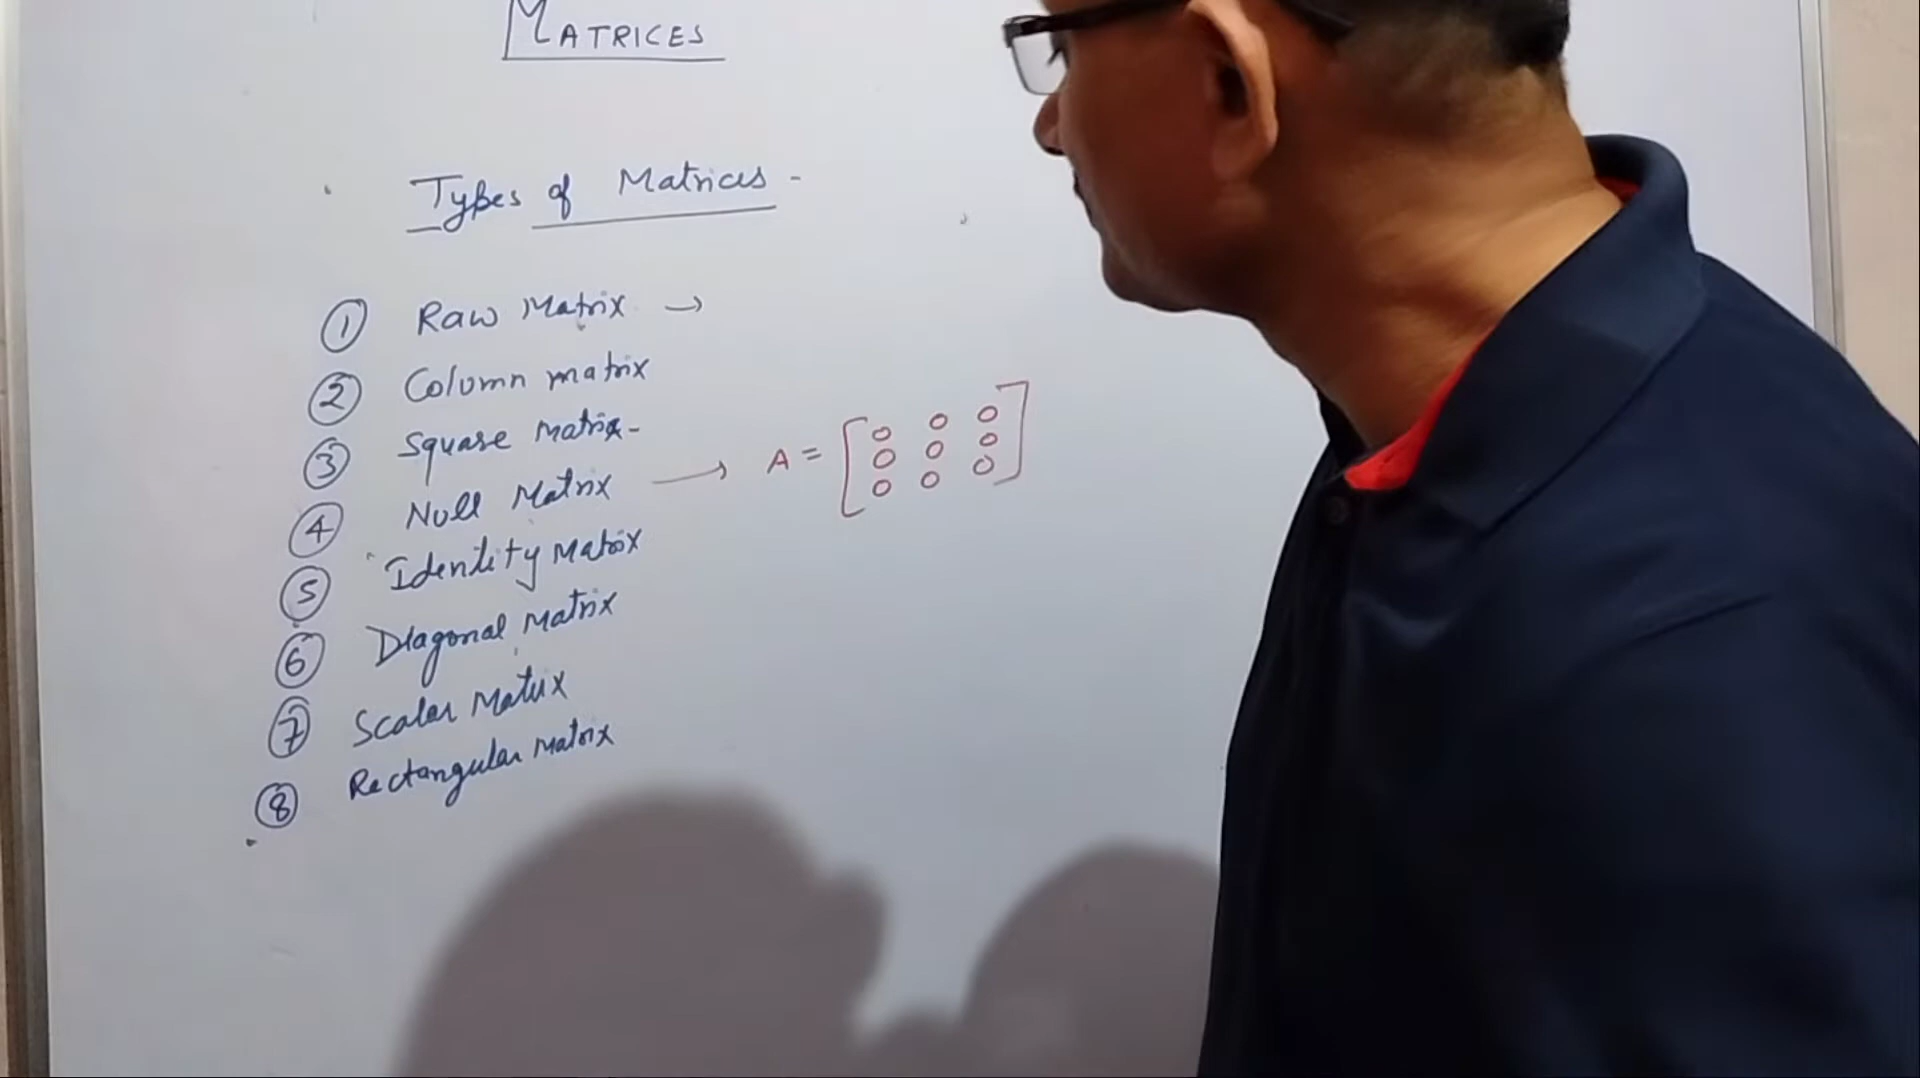 MATRICES
Types of Matrices -
① Raw Matrix →
② Column matrix
③ Square Matrix-
④ Null Matrix → A = [0 0 0
0 0 0
0 0 0]
⑤ Identity Matrix
⑥ Diagonal Matrix
⑦ Scalar Matrix
⑧ Rectangular Matrix